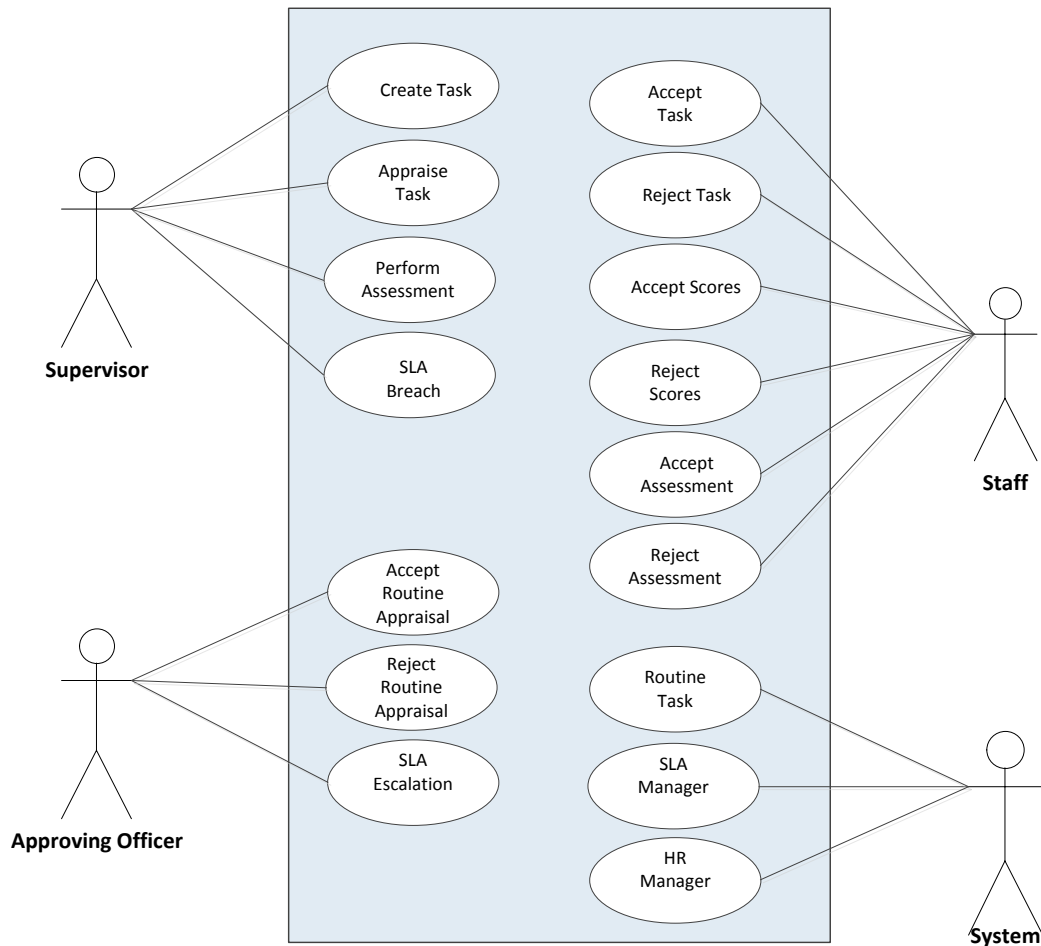 Create Task
Appraise
Task
Perform
Assessment
SLA
Breach
Supervisor
Accept
Task
Reject Task
Accept Scores
Reject
Scores
Accept
Assessment
Reject
Assessment
Staff
Accept
Routine
Appraisal
Reject
Routine
Appraisal
SLA
Escalation
Approving Officer
Routine
Task
SLA
Manager
HR
Manager
System